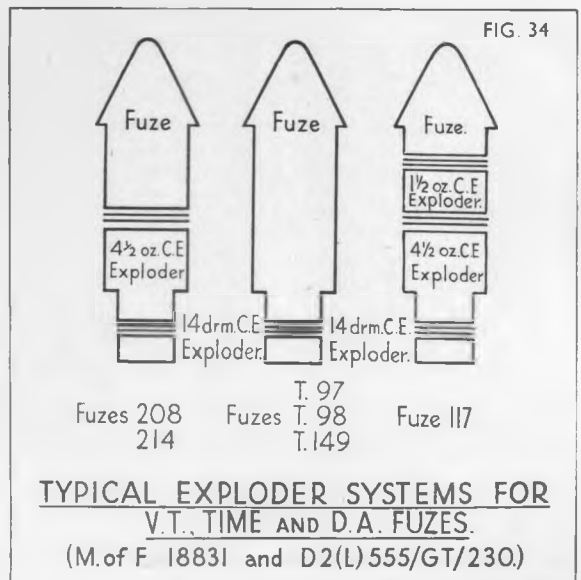 FIG. 34
Fuze
Fuze
Fuze.
1½ oz. C.E
Exploder.
4½ oz. C.E
Exploder
4½ oz. C.E
Exploder
14 drm. C.E
Exploder.
14 drm. C.E.
Exploder.
Fuzes 208
214
Fuzes T. 97
T. 98
T. 149
Fuze 117
TYPICAL EXPLODER SYSTEMS FOR
V.T., TIME AND D.A. FUZES.
(M. of F 18831 and D2(L) 555/GT/230.)